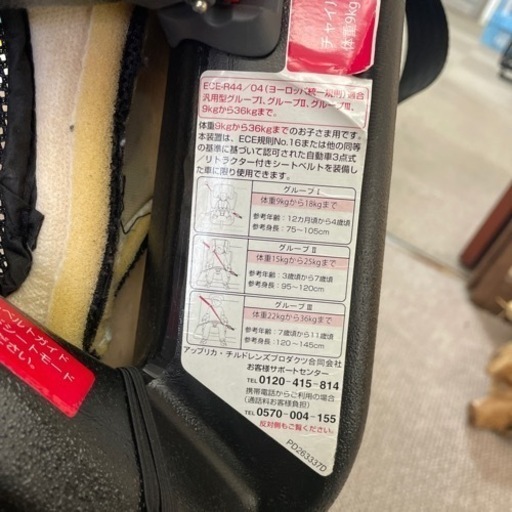 チャイ
体重9kg
ECE-R44／04（ヨーロッパ統一規則）適合
汎用型グループⅠ、グループⅡ、グループⅢ、
9kgから36kgまで。
体重9kgから36kgまでのお子さま用です。
本装置は、ECE規則No.16または他の同等
の基準に基づいて認可された自動車3点式
／リトラクター付きシートベルトを装備し
た車に限り使用できます。
グループⅠ
体重9kgから18kgまで
参考年齢：12カ月頃から4歳頃
参考身長：75～105cm
グループⅡ
体重15kgから25kgまで
参考年齢：3歳頃から7歳頃
参考身長：95～120cm
グループⅢ
体重22kgから36kgまで
参考年齢：7歳頃から11歳頃
参考身長：120～145cm
アップリカ・チルドレンズプロダクツ合同会社
お客様サポートセンター
TEL 0120-415-814
携帯電話からご利用の場合
（通話料お客様負担）
TEL 0570-004-155
反対側もご覧ください。
PD263337D
ベルトガイド
シートモード
ださい。